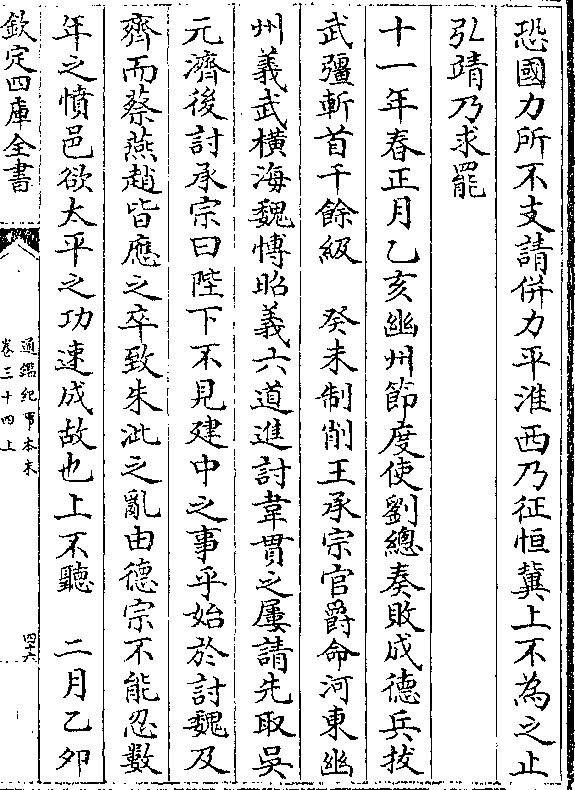 恐國力所不支請併力平淮西乃征恒冀上不為之止
弘靖乃求罷
十一年春正月乙亥幽州節度使劉總奏敗成德兵拔
武彊斬首千餘級　癸未制削王承宗官爵命河東幽
州義武橫海魏愽昭義六道進討韋貫之屢請先取吳
元濟後討承宗曰陛下不見建中之事乎始於討魏及
齊而蔡燕趙皆應之卒致朱泚之亂由德宗不能忍數
年之憤邑欲太平之功速成故也上不聽　二月乙卯
欽定四庫全書
通鑑紀事本末
卷三十四上
四十六